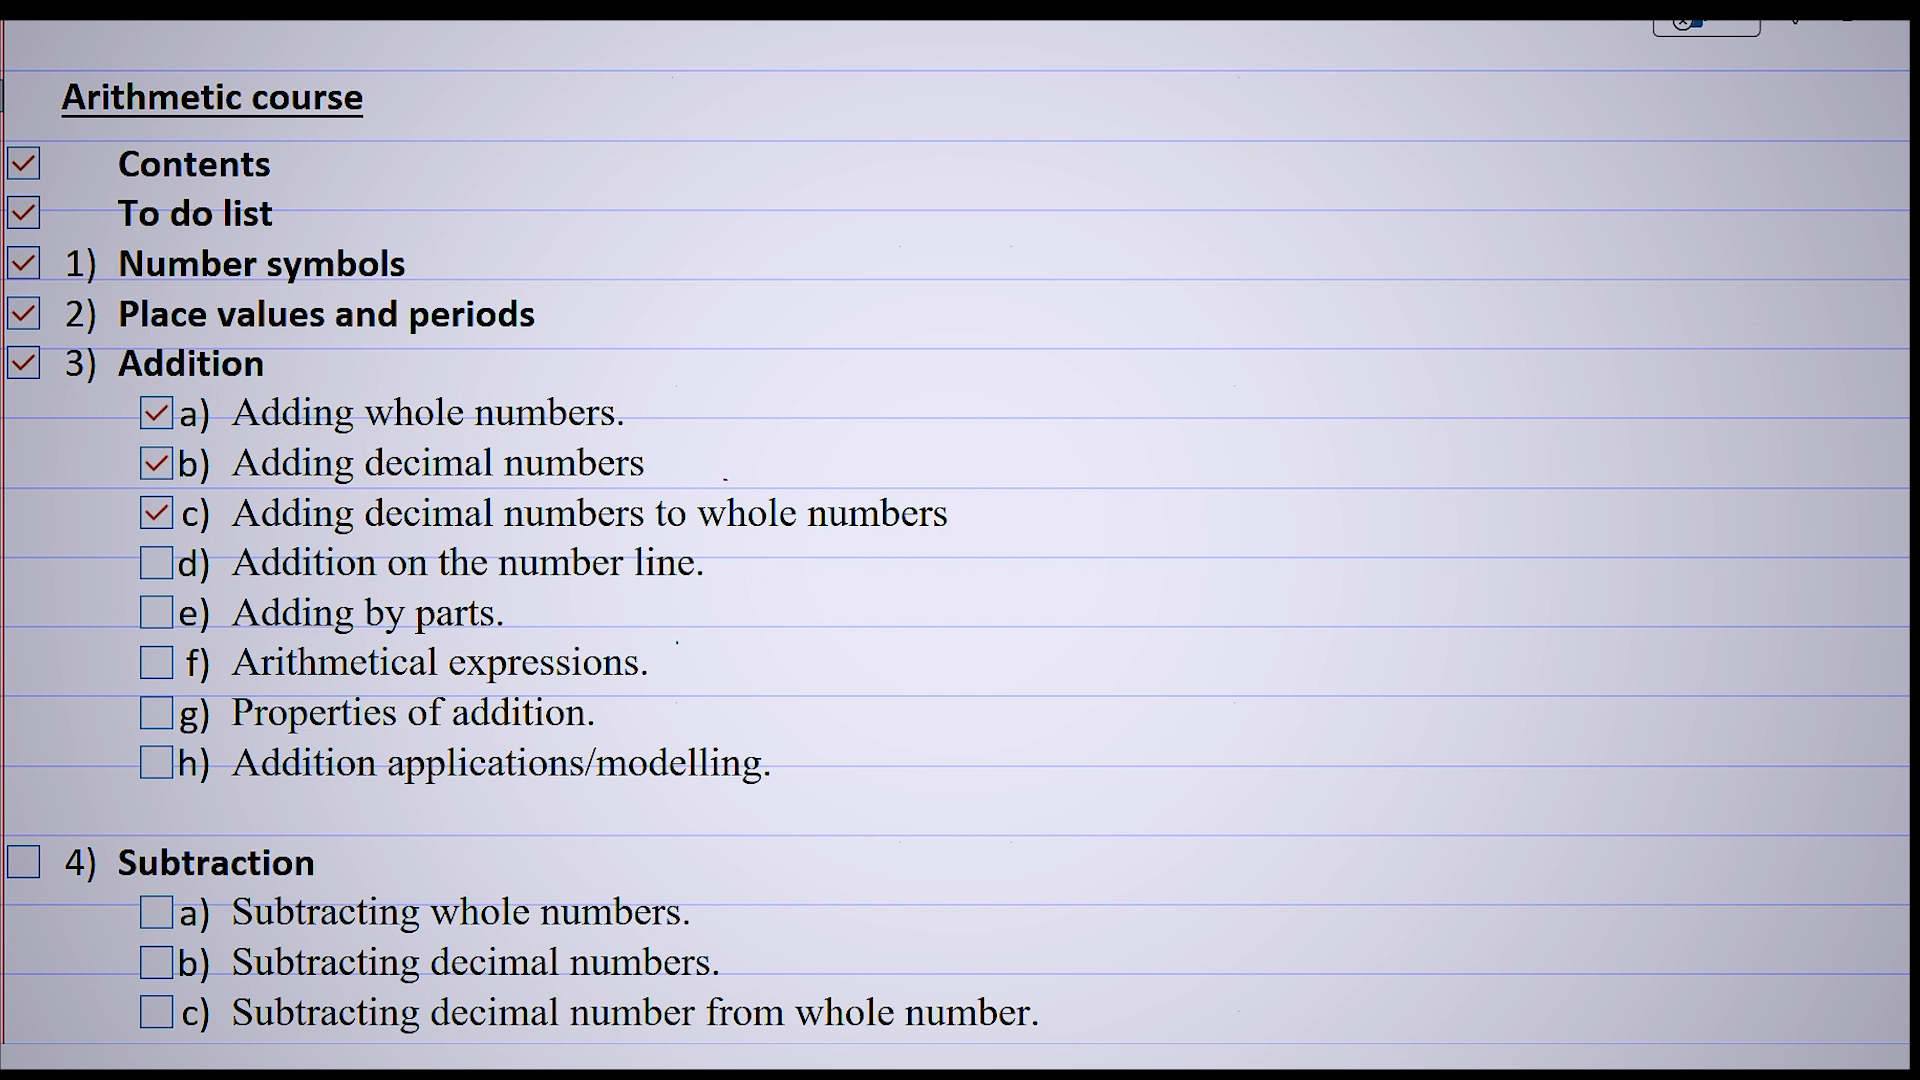 Arithmetic course
Contents
To do list
1) Number symbols
2) Place values and periods
3) Addition
a) Adding whole numbers.
b) Adding decimal numbers
c) Adding decimal numbers to whole numbers
d) Addition on the number line.
e) Adding by parts.
f) Arithmetical expressions.
g) Properties of addition.
h) Addition applications/modelling.
4) Subtraction
a) Subtracting whole numbers.
b) Subtracting decimal numbers.
c) Subtracting decimal number from whole number.